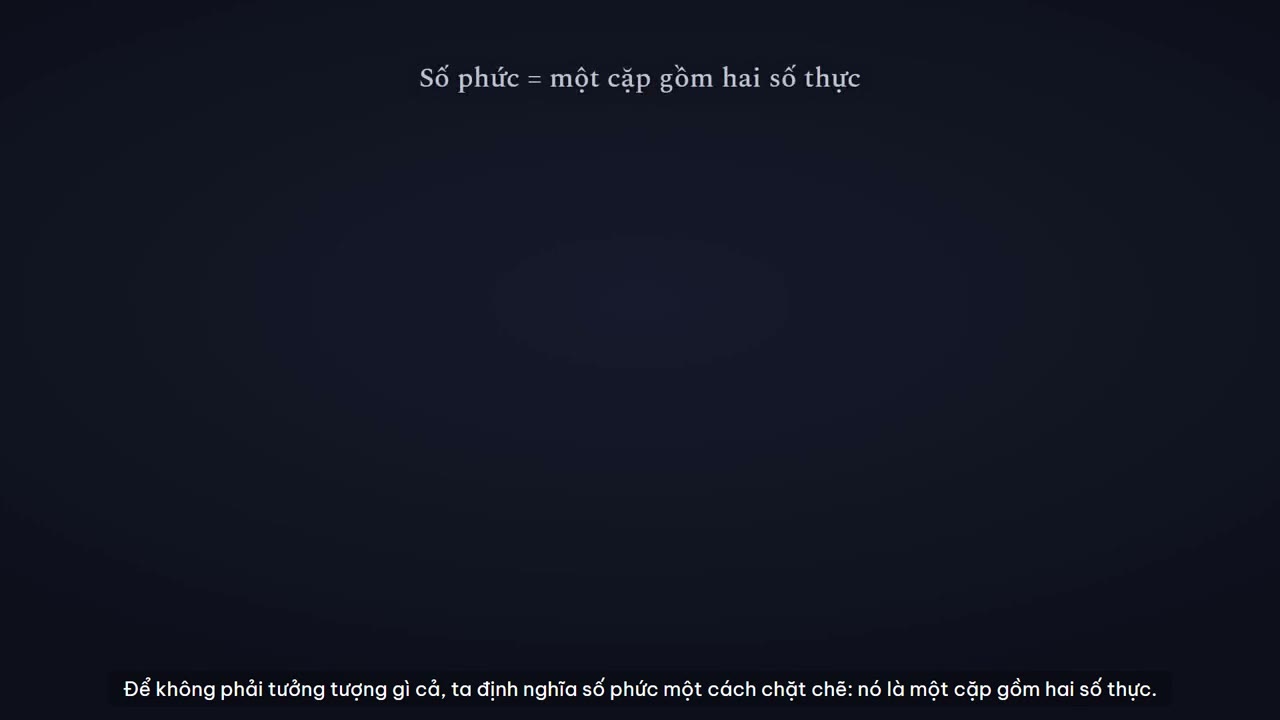 Số phức = một cặp gồm hai số thực
Để không phải tưởng tượng gì cả, ta định nghĩa số phức một cách chặt chẽ: nó là một cặp gồm hai số thực.